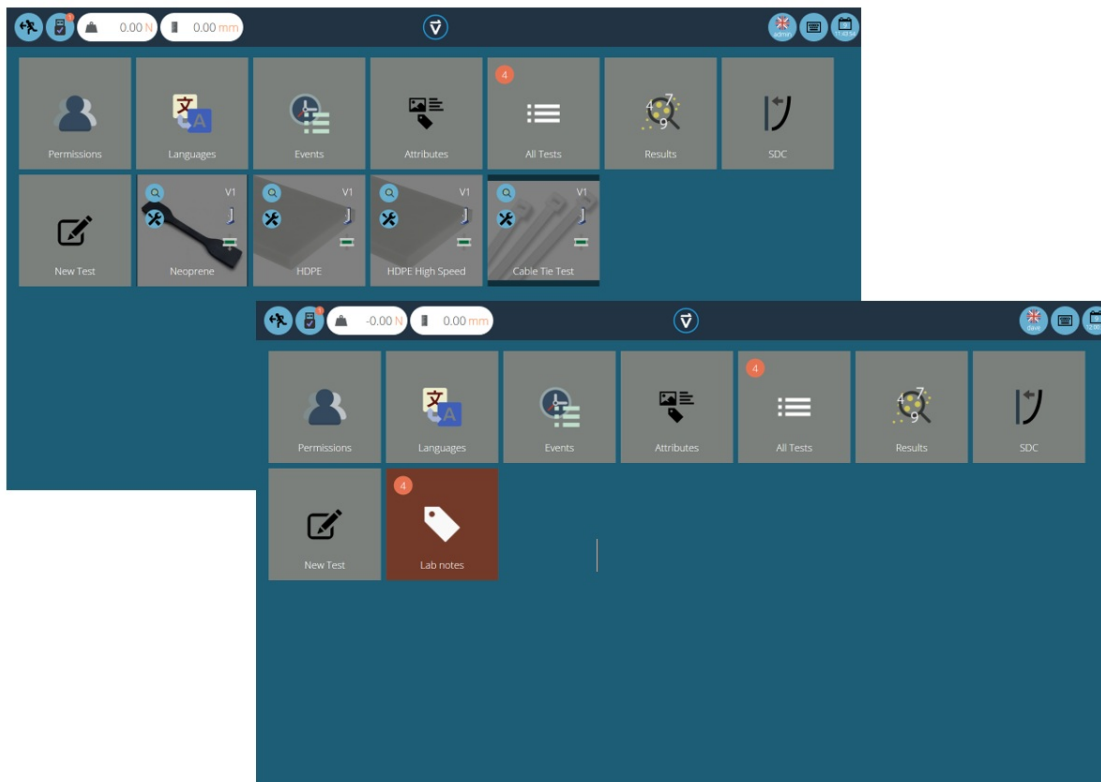 0.00 N
0.00 mm
admin
Permissions
Languages
Events
4
Attributes
All Tests
Results
SDC
New Test
V1
Neoprene
V1
HDPE
V1
HDPE High Speed
V1
Cable Tie Test
-0.00 N
0.00 mm
dave
Permissions
Languages
Events
Attributes
4
All Tests
Results
SDC
New Test
4
Lab notes